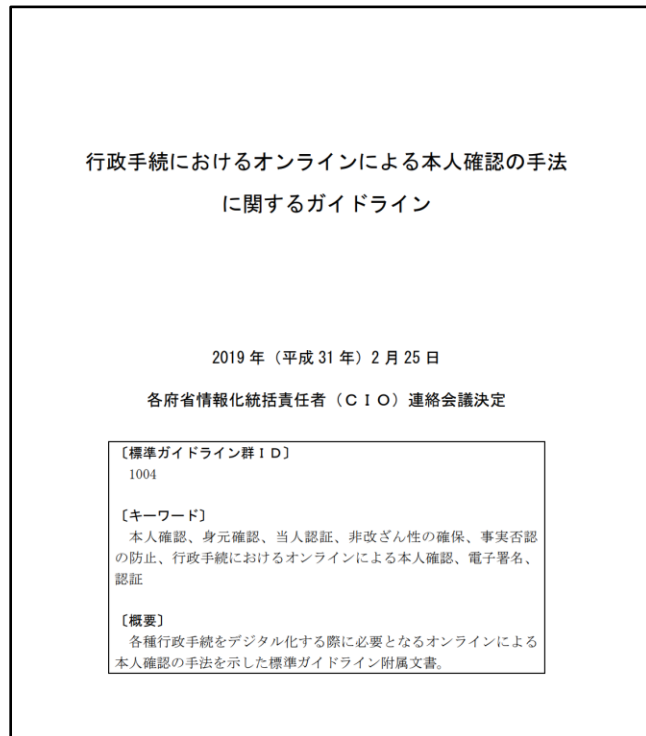 行政手続におけるオンラインによる本人確認の手法
に関するガイドライン
2019 年（平成 31 年）2 月 25 日
各府省情報化統括責任者（ＣＩＯ）連絡会議決定
〔標準ガイドライン群ＩＤ〕
1004
〔キーワード〕
本人確認、身元確認、当人認証、非改ざん性の確保、事実否認
の防止、行政手続におけるオンラインによる本人確認、電子署名、
認証
〔概要〕
各種行政手続をデジタル化する際に必要となるオンラインによる
本人確認の手法を示した標準ガイドライン附属文書。